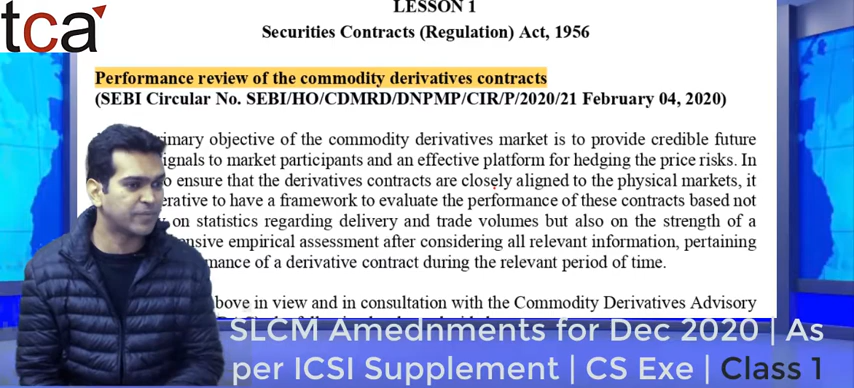 tca
LESSON 1
Securities Contracts (Regulation) Act, 1956
Performance review of the commodity derivatives contracts
(SEBI Circular No. SEBI/HO/CDMRD/DNPMP/CIR/P/2020/21 February 04, 2020)
primary objective of the commodity derivatives market is to provide credible future
signals to market participants and an effective platform for hedging the price risks. In
to ensure that the derivatives contracts are closely aligned to the physical markets, it
to have a framework to evaluate the performance of these contracts based not
on statistics regarding delivery and trade volumes but also on the strength of a
empirical assessment after considering all relevant information, pertaining
of a derivative contract during the relevant period of time.
above in view and in consultation with the Commodity Derivatives Advisory
SLCM Amednments for Dec 2020 | As
per ICSI Supplement | CS Exe | Class 1